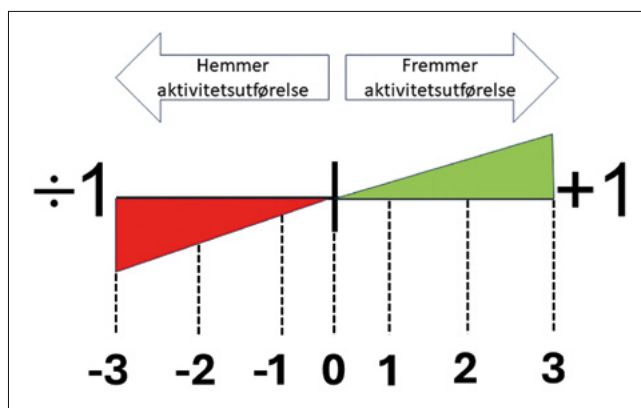 Hemmer
aktivitetsutførelse
Fremmer
aktivitetsutførelse
÷1 +1
-3 -2 -1 0 1 2 3